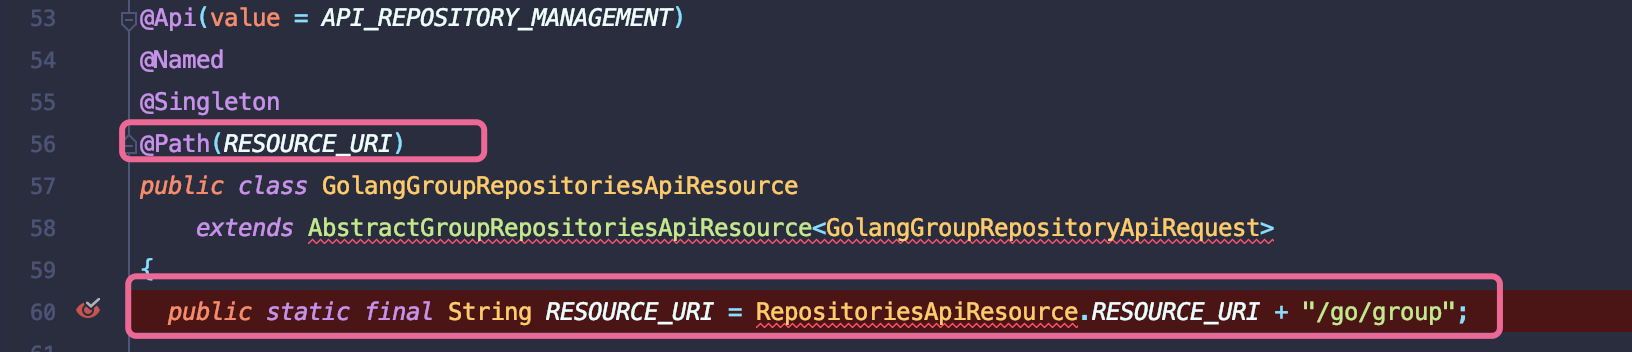 53 @Api(value = API_REPOSITORY_MANAGEMENT)
54 @Named
55 @Singleton
56 @Path(RESOURCE_URI)
57 public class GolangGroupRepositoriesApiResource
58 extends AbstractGroupRepositoriesApiResource<GolangGroupRepositoryApiRequest>
59 {
60 public static final String RESOURCE_URI = RepositoriesApiResource.RESOURCE_URI + "/go/group";
61